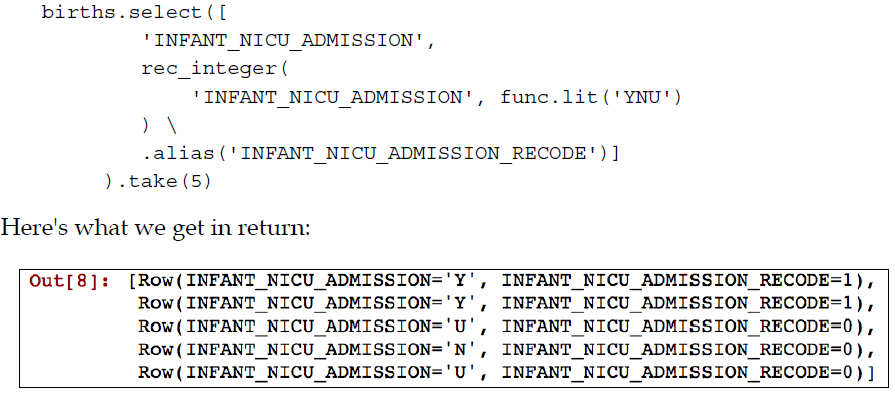 births.select([
'INFANT_NICU_ADMISSION',
rec_integer(
'INFANT_NICU_ADMISSION', func.lit('YNU')
) \
.alias('INFANT_NICU_ADMISSION_RECODE')]
).take(5)
Here's what we get in return:
Out[8]: [Row(INFANT_NICU_ADMISSION='Y', INFANT_NICU_ADMISSION_RECODE=1),
Row(INFANT_NICU_ADMISSION='Y', INFANT_NICU_ADMISSION_RECODE=1),
Row(INFANT_NICU_ADMISSION='U', INFANT_NICU_ADMISSION_RECODE=0),
Row(INFANT_NICU_ADMISSION='N', INFANT_NICU_ADMISSION_RECODE=0),
Row(INFANT_NICU_ADMISSION='U', INFANT_NICU_ADMISSION_RECODE=0)]